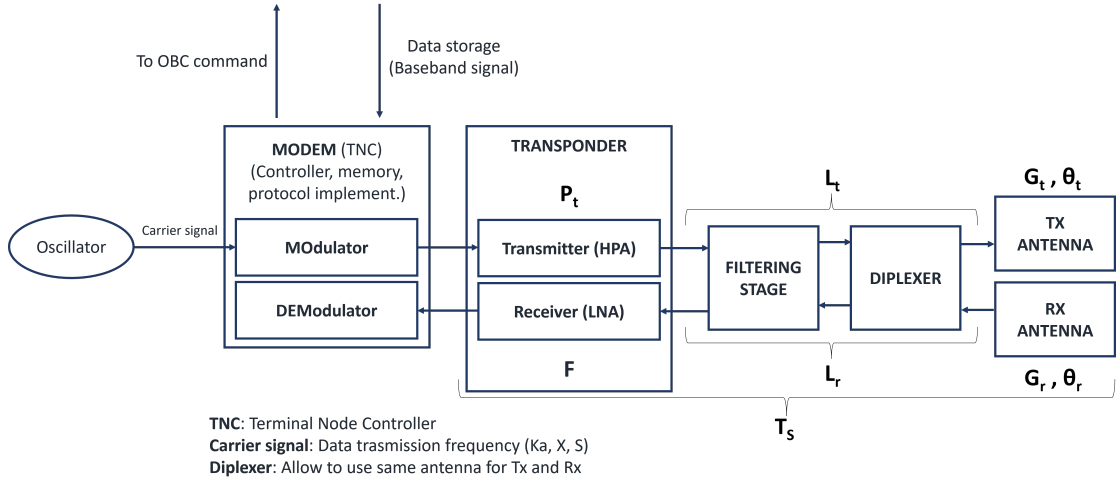 To OBC command
Data storage
(Baseband signal)
MODEM (TNC)
(Controller, memory,
protocol implement.)
TRANSPONDER
Pt
Lt
Gt , θt
Oscillator
Carrier signal
MOdulator
Transmitter (HPA)
FILTERING
STAGE
DIPLEXER
TX
ANTENNA
DEModulator
Receiver (LNA)
RX
ANTENNA
F
Lr
Gr , θr
TS
TNC: Terminal Node Controller
Carrier signal: Data trasmission frequency (Ka, X, S)
Diplexer: Allow to use same antenna for Tx and Rx